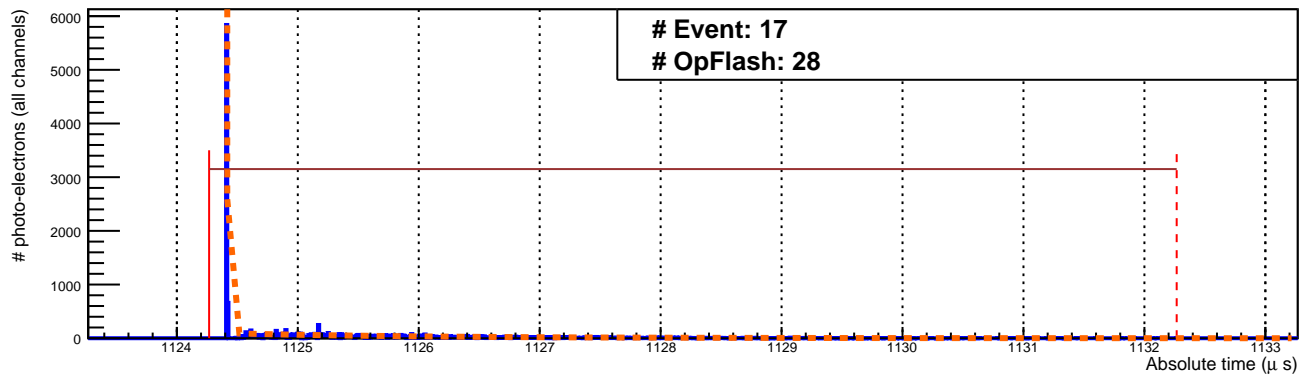 # Event: 17
# OpFlash: 28
# photo-electrons (all channels)
6000
5000
4000
3000
2000
1000
0
1124 1125 1126 1127 1128 1129 1130 1131 1132 1133
Absolute time (μ s)